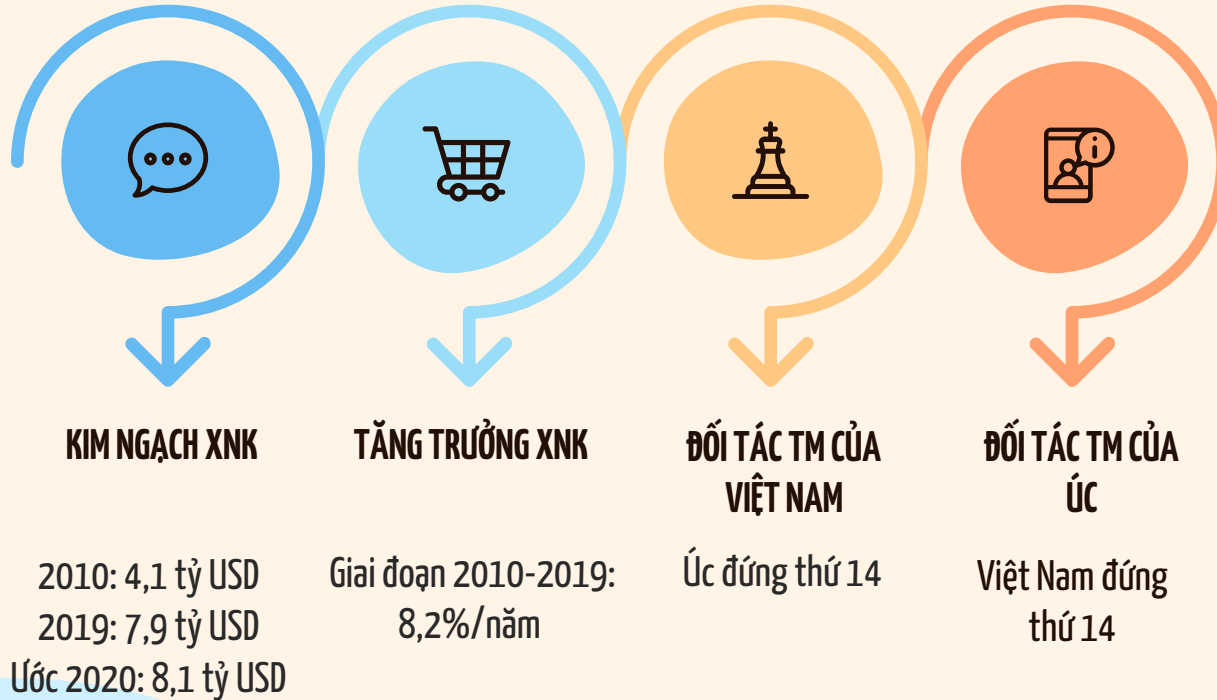 KIM NGẠCH XNK
2010: 4,1 tỷ USD
2019: 7,9 tỷ USD
Ước 2020: 8,1 tỷ USD
TĂNG TRƯỞNG XNK
Giai đoạn 2010-2019:
8,2%/năm
ĐỐI TÁC TM CỦA
VIỆT NAM
Úc đứng thứ 14
ĐỐI TÁC TM CỦA
ÚC
Việt Nam đứng
thứ 14